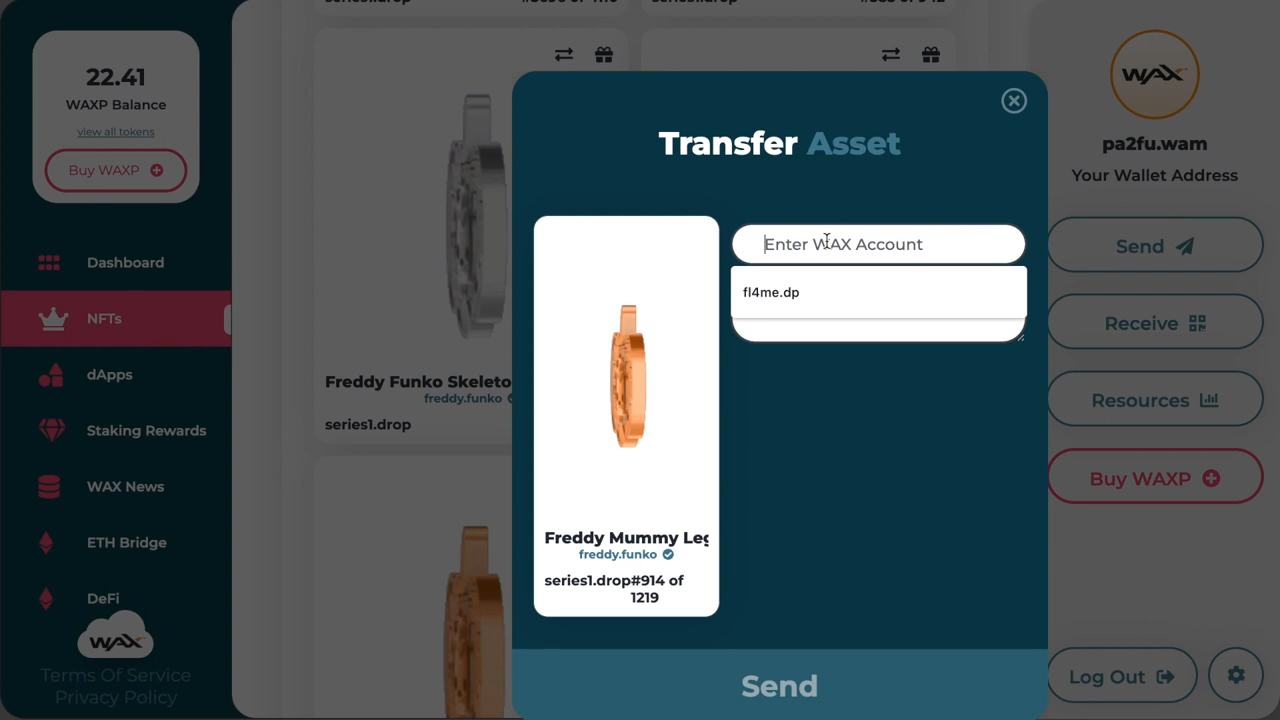 22.41
WAXP Balance
view all tokens
Buy WAXP
Dashboard
NFTs
dApps
Staking Rewards
WAX News
ETH Bridge
DeFi
WAX
Terms Of Service
Privacy Policy
Freddy Funko Skeleto
freddy.funko
series1.drop
Transfer Asset
Enter WAX Account
fl4me.dp
Freddy Mummy Leg
freddy.funko
series1.drop#914 of
1219
Send
WAX
pa2fu.wam
Your Wallet Address
Send
Receive
Resources
Buy WAXP
Log Out